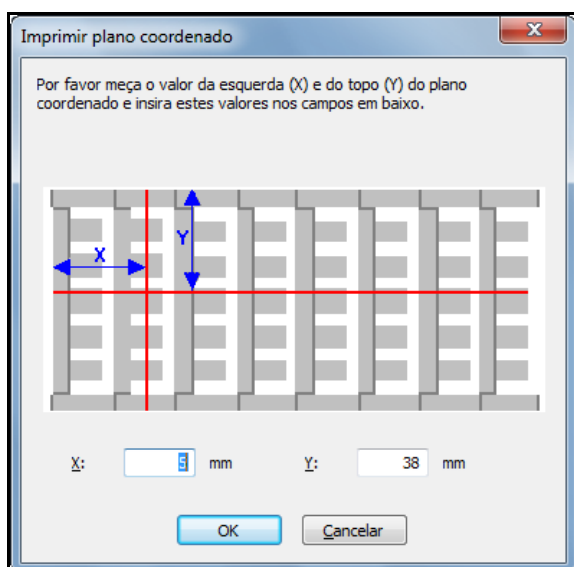 Imprimir plano coordenado
Por favor meça o valor da esquerda (X) e do topo (Y) do plano
coordenado e insira estes valores nos campos em baixo.
Y
X
X: 5 mm Y: 38 mm
OK Cancelar